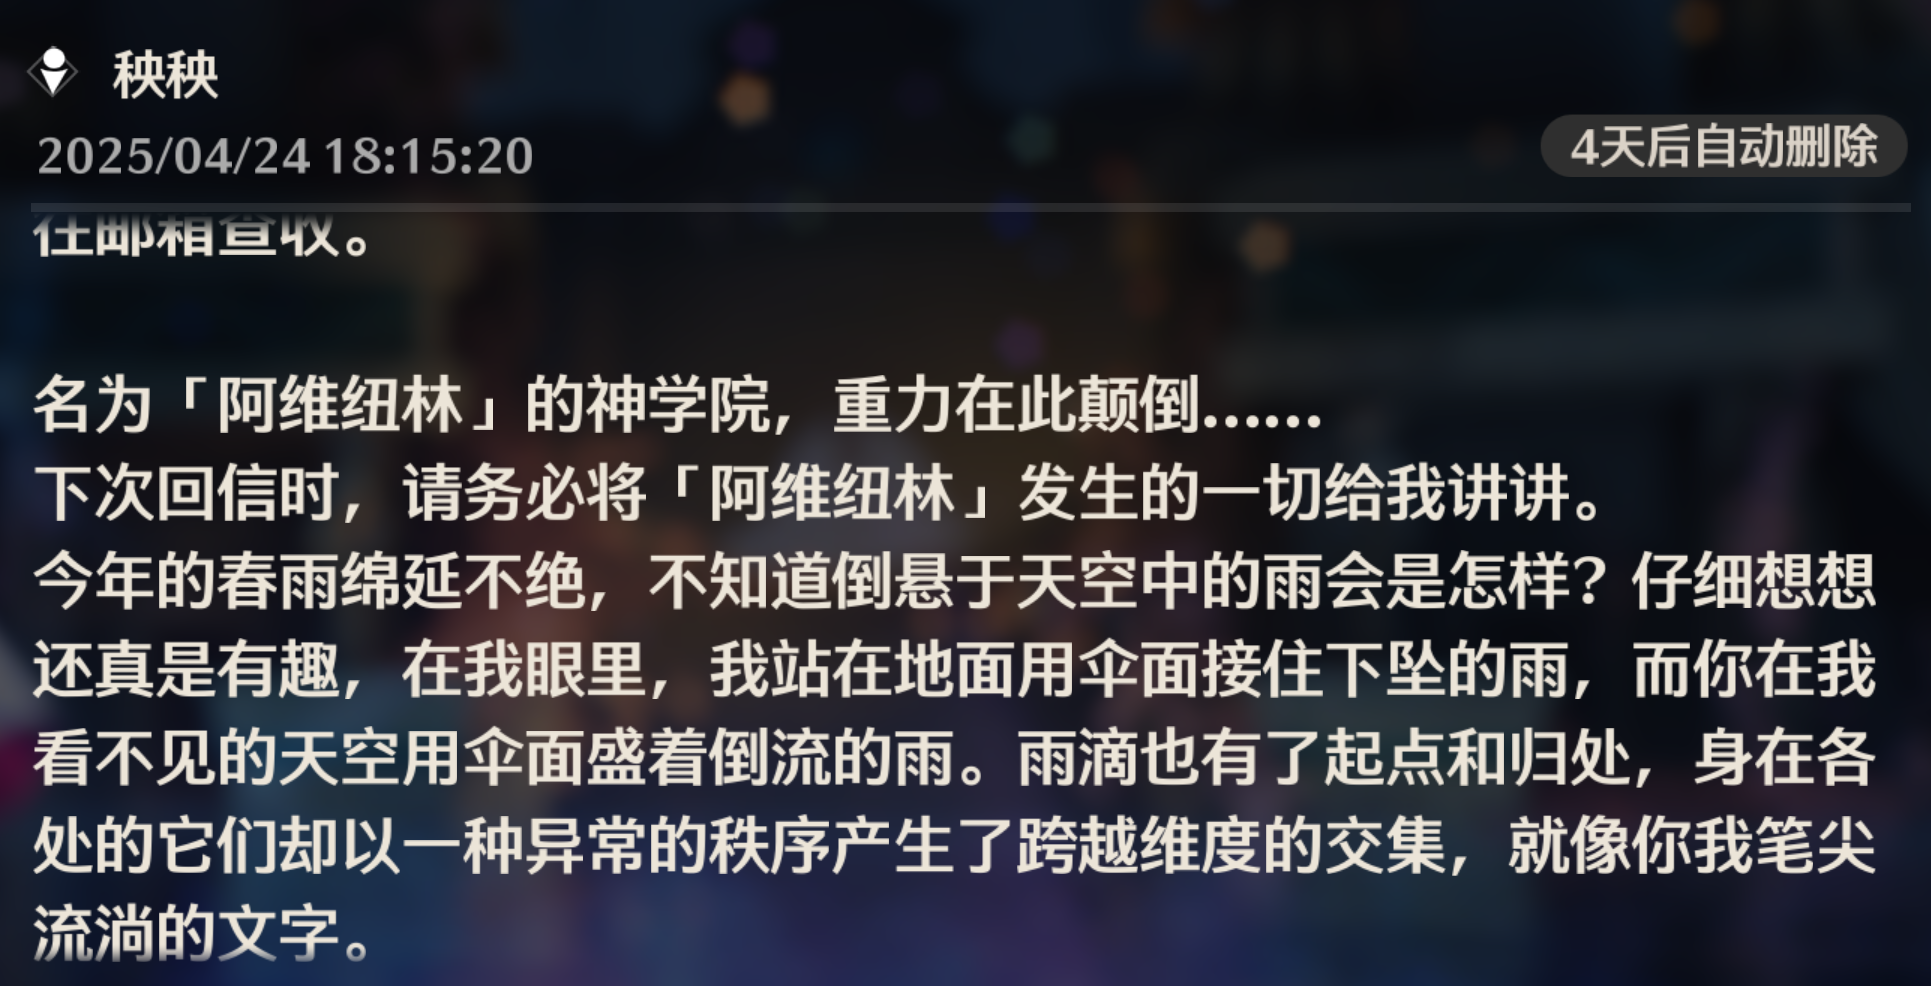 秧秧
2025/04/24 18:15:20
4天后自动删除
往邮箱查收。
名为「阿维纽林」的神学院，重力在此颠倒……
下次回信时，请务必将「阿维纽林」发生的一切给我讲讲。
今年的春雨绵延不绝，不知道倒悬于天空中的雨会是怎样？仔细想想
还真是有趣，在我眼里，我站在地面用伞面接住下坠的雨，而你在我
看不见的天空用伞面盛着倒流的雨。雨滴也有了起点和归处，身在各
处的它们却以一种异常的秩序产生了跨越维度的交集，就像你我笔尖
流淌的文字。